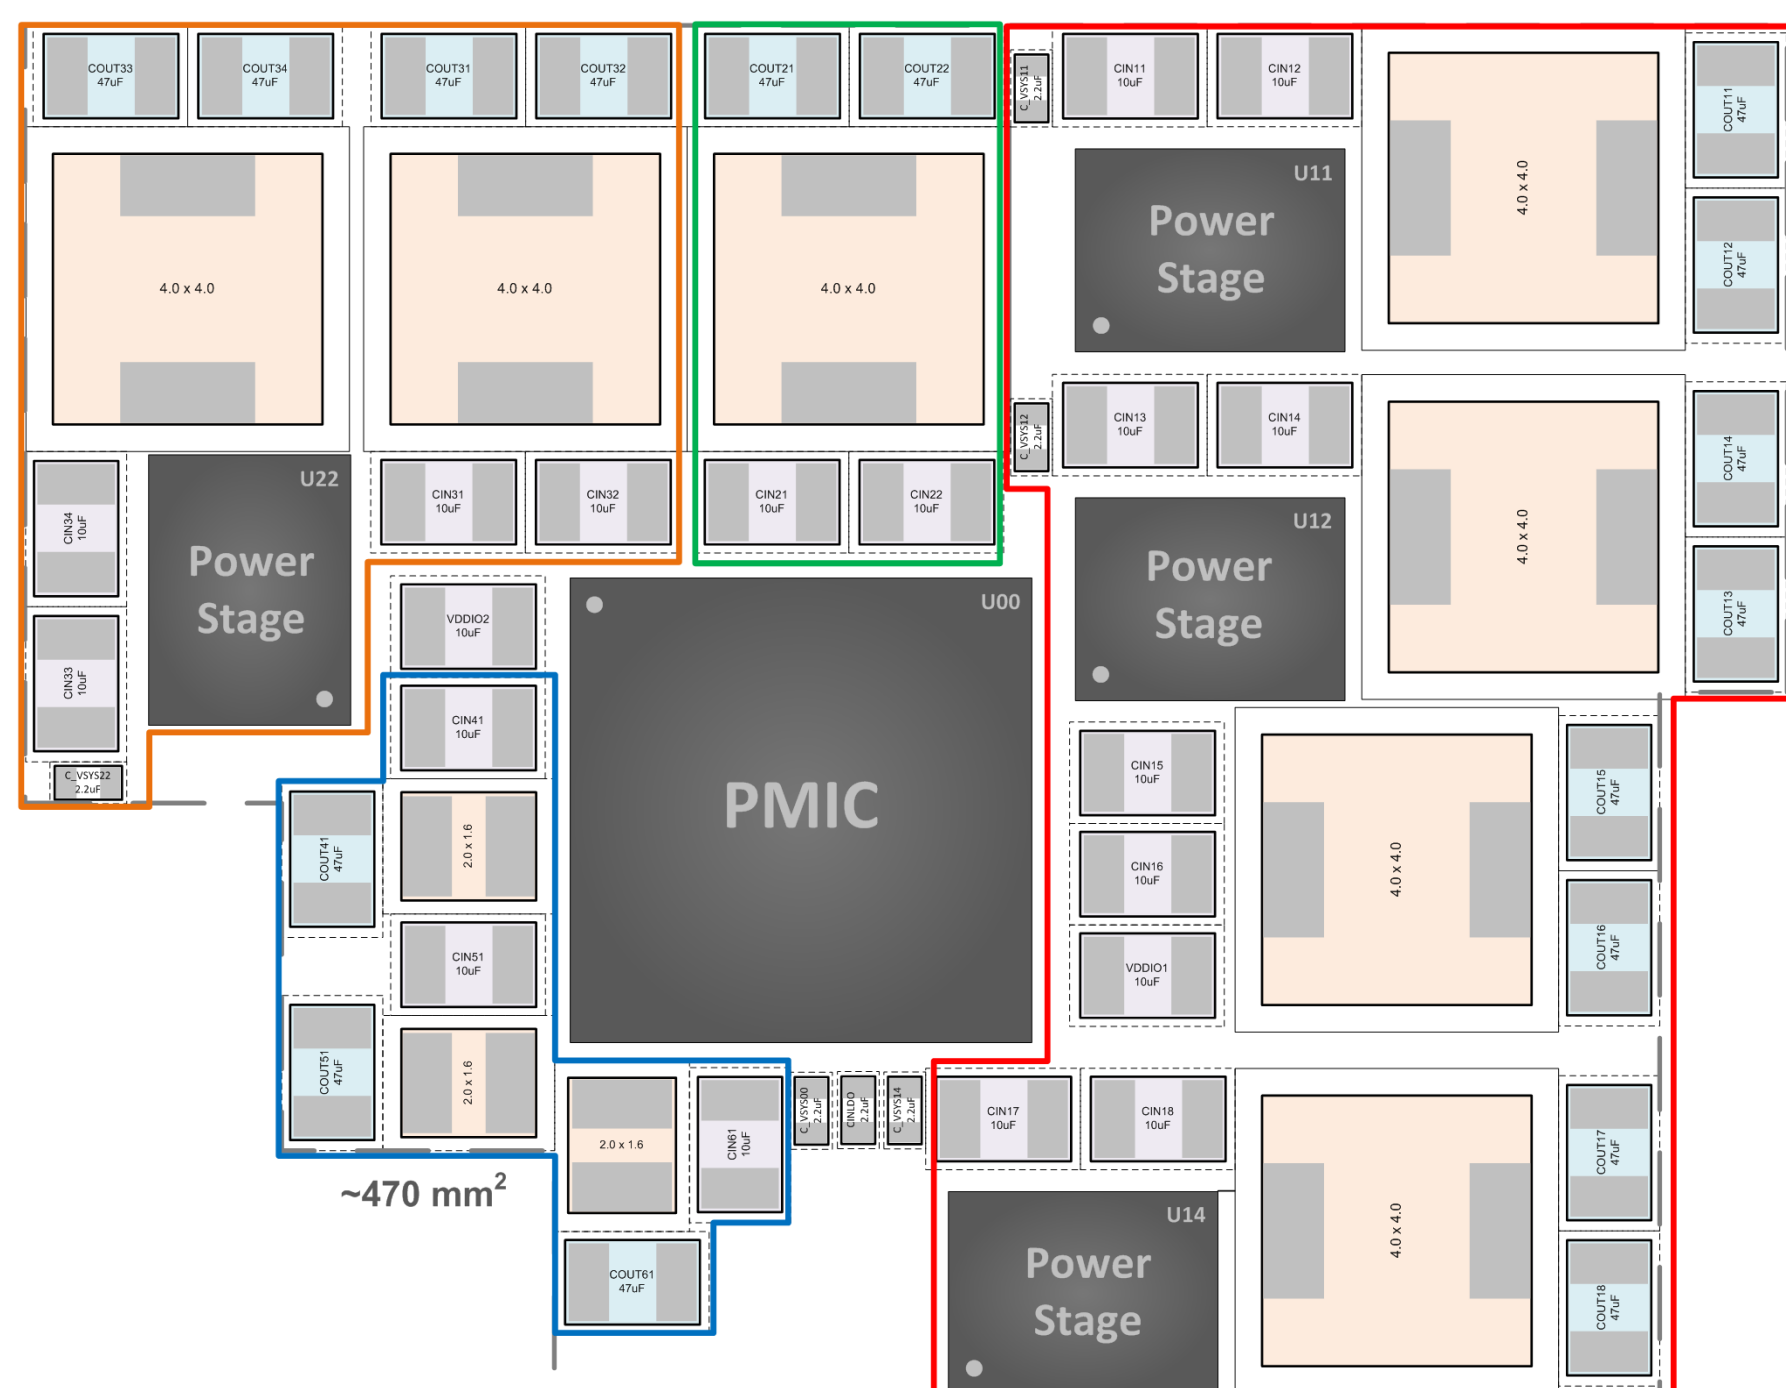 COUT33
47uF
COUT34
47uF
COUT31
47uF
COUT32
47uF
COUT21
47uF
COUT22
47uF
C_VSYS11
2.2uF
CIN11
10uF
CIN12
10uF
COUT11
47uF
U11
Power
Stage
4.0 x 4.0
COUT12
47uF
4.0 x 4.0
4.0 x 4.0
4.0 x 4.0
C_VSYS12
2.2uF
CIN13
10uF
CIN14
10uF
COUT14
47uF
U22
Power
Stage
CIN34
10uF
CIN31
10uF
CIN32
10uF
CIN21
10uF
CIN22
10uF
U12
Power
Stage
4.0 x 4.0
COUT13
47uF
CIN33
10uF
VDDIO2
10uF
U00
PMIC
CIN41
10uF
C_VSYS22
2.2uF
CIN15
10uF
COUT15
47uF
COUT41
47uF
2.0 x 1.6
CIN16
10uF
4.0 x 4.0
COUT16
47uF
CIN51
10uF
VDDIO1
10uF
COUT51
47uF
2.0 x 1.6
2.0 x 1.6
CIN61
10uF
C_VSYS00
2.2uF
CINLDO
2.2uF
C_VSYS14
2.2uF
CIN17
10uF
CIN18
10uF
COUT17
47uF
~470 mm2
U14
Power
Stage
4.0 x 4.0
COUT61
47uF
COUT18
47uF